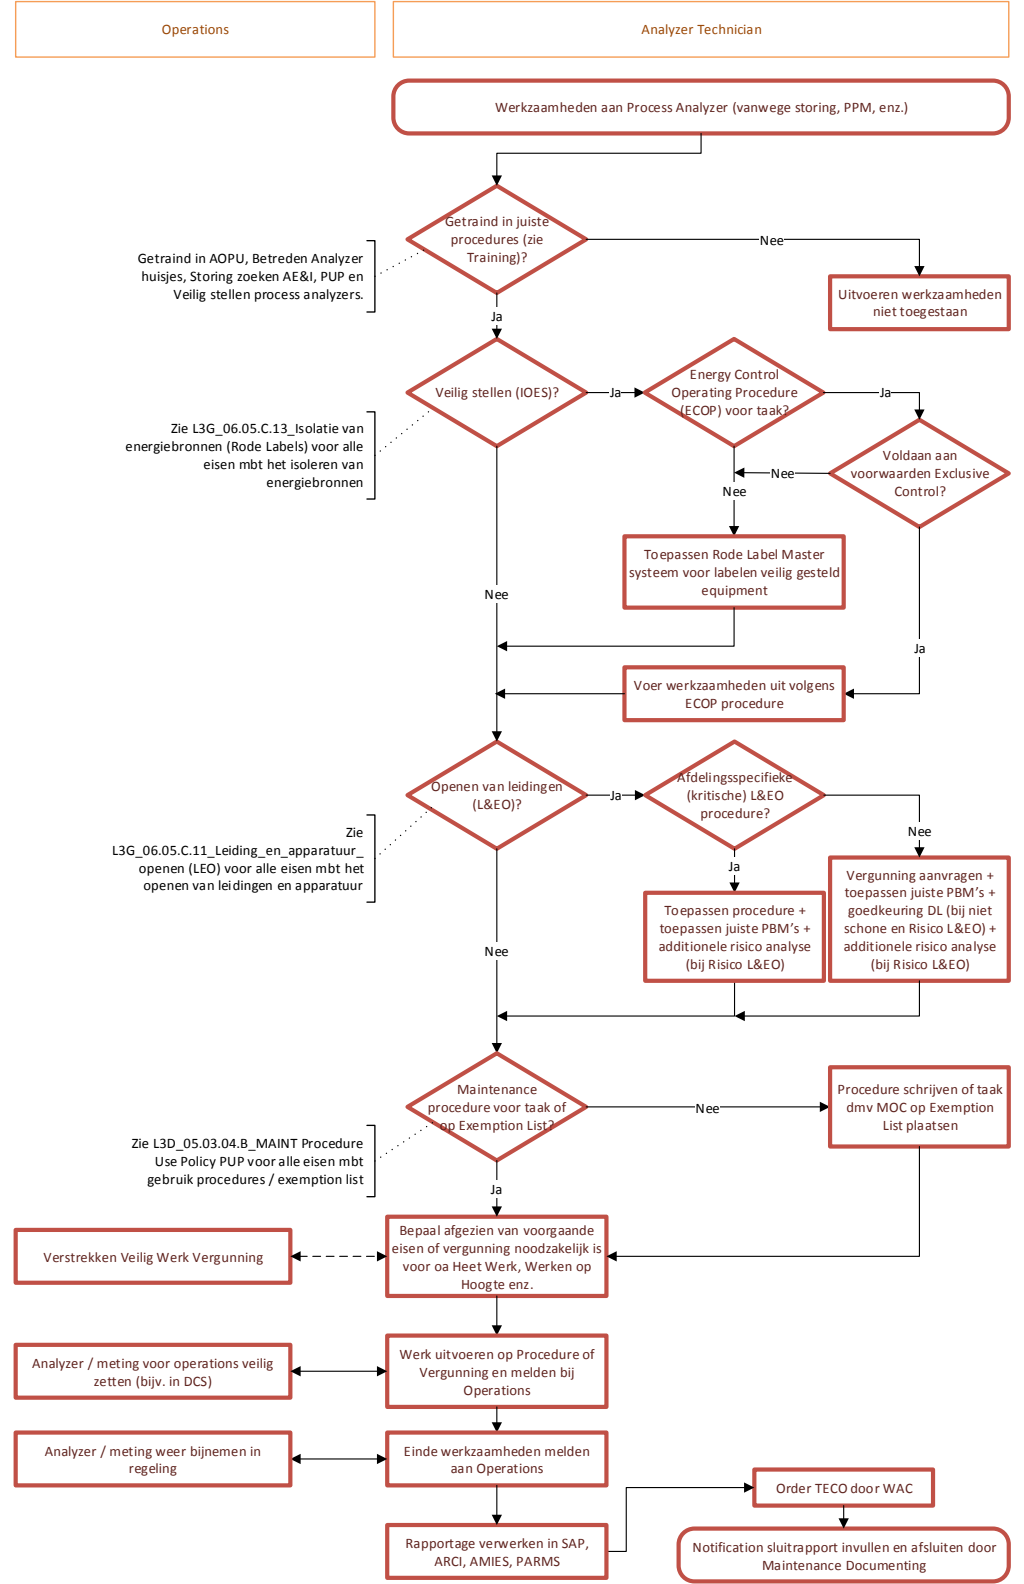 Operations
Analyzer Technician
Werkzaamheden aan Process Analyzer (vanwege storing, PPM, enz.)
Getraind in juiste
procedures (zie
Training)?
Nee
Getraind in AOPU, Betreden Analyzer
huisjes, Storing zoeken AE&I, PUP en
Veilig stellen process analyzers.
Uitvoeren werkzaamheden
niet toegestaan
Ja
Veilig stellen (IOES)?
Ja
Energy Control
Operating Procedure
(ECOP) voor taak?
Ja
Zie L3G_06.05.C.13_Isolatie van
energiebronnen (Rode Labels) voor alle
eisen mbt het isoleren van
energiebronnen
Voldaan aan
voorwaarden Exclusive
Control?
Nee
Nee
Toepassen Rode Label Master
systeem voor labelen veilig gesteld
equipment
Nee
Ja
Voer werkzaamheden uit volgens
ECOP procedure
Openen van leidingen
(L&EO)?
Ja
Afdelingsspecifieke
(kritische) L&EO
procedure?
Nee
Zie
L3G_06.05.C.11_Leiding_en_apparatuur_
openen (LEO) voor alle eisen mbt het
openen van leidingen en apparatuur
Ja
Vergunning aanvragen +
toepassen juiste PBM's +
goedkeuring DL (bij niet
schone en Risico L&EO) +
additionele risico analyse
(bij Risico L&EO)
Toepassen procedure +
toepassen juiste PBM's +
additionele risico analyse
(bij Risico L&EO)
Nee
Maintenance
procedure voor taak of
op Exemption List?
Nee
Procedure schrijven of taak
dmv MOC op Exemption
List plaatsen
Zie L3D_05.03.04.B_MAINT Procedure
Use Policy PUP voor alle eisen mbt
gebruik procedures / exemption list
Ja
Verstrekken Veilig Werk Vergunning
Bepaal afgezien van voorgaande
eisen of vergunning noodzakelijk is
voor oa Heet Werk, Werken op
Hoogte enz.
Analyzer / meting voor operations veilig
zetten (bijv. in DCS)
Werk uitvoeren op Procedure of
Vergunning en melden bij
Operations
Analyzer / meting weer bijnemen in
regeling
Einde werkzaamheden melden
aan Operations
Rapportage verwerken in SAP,
ARCI, AMIES, PARMS
Order TECO door WAC
Notification sluitrapport invullen en afsluiten door
Maintenance Documenting